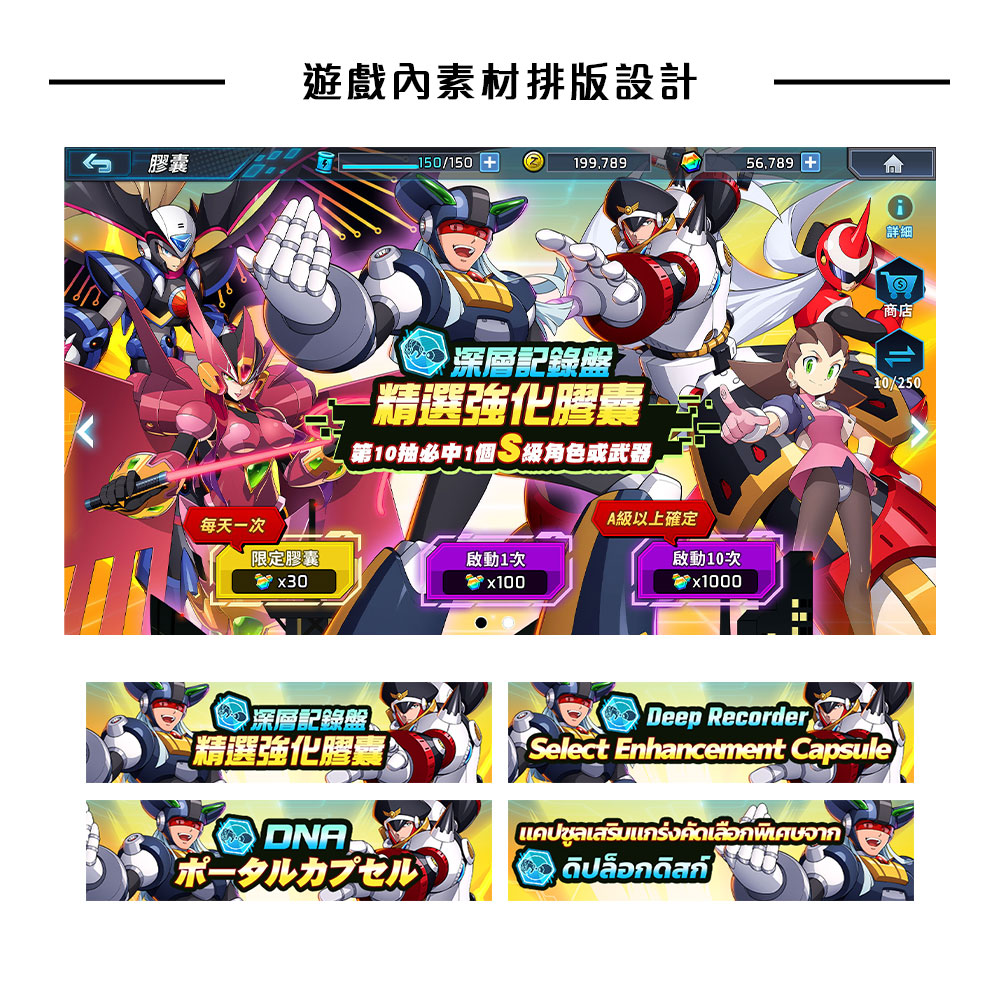 遊戲內素材排版設計
膠囊
150/150
199,789
56,789
詳細
商店
10/250
深層記錄盤
精選強化膠囊
第10抽必中1個S級角色或武器
每天一次
限定膠囊
x30
啟動1次
x100
A級以上確定
啟動10次
x1000
深層記錄盤
精選強化膠囊
Deep Recorder
Select Enhancement Capsule
DNA
ポータルカプセル
แคปซูลเสริมแกร่งคัดเลือกพิเศษจาก
ดิปล็อกดิสก์